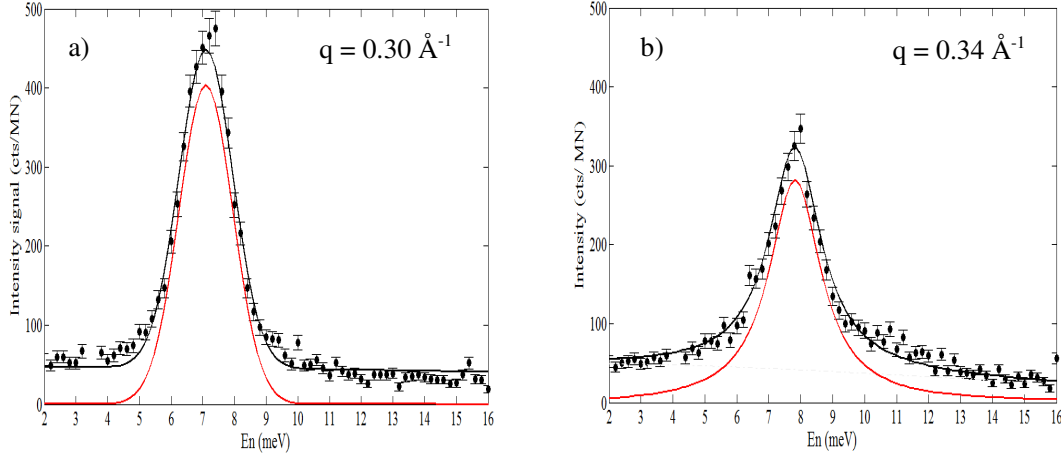 a)
q = 0.30 Å⁻¹
Intensity signal (cts/MN)
500
400
300
200
100
0
2 3 4 5 6 7 8 9 10 11 12 13 14 15 16
En (meV)
b)
q = 0.34 Å⁻¹
Intensity (cts/ MN)
500
400
300
200
100
0
2 3 4 5 6 7 8 9 10 11 12 13 14 15 16
En (meV)